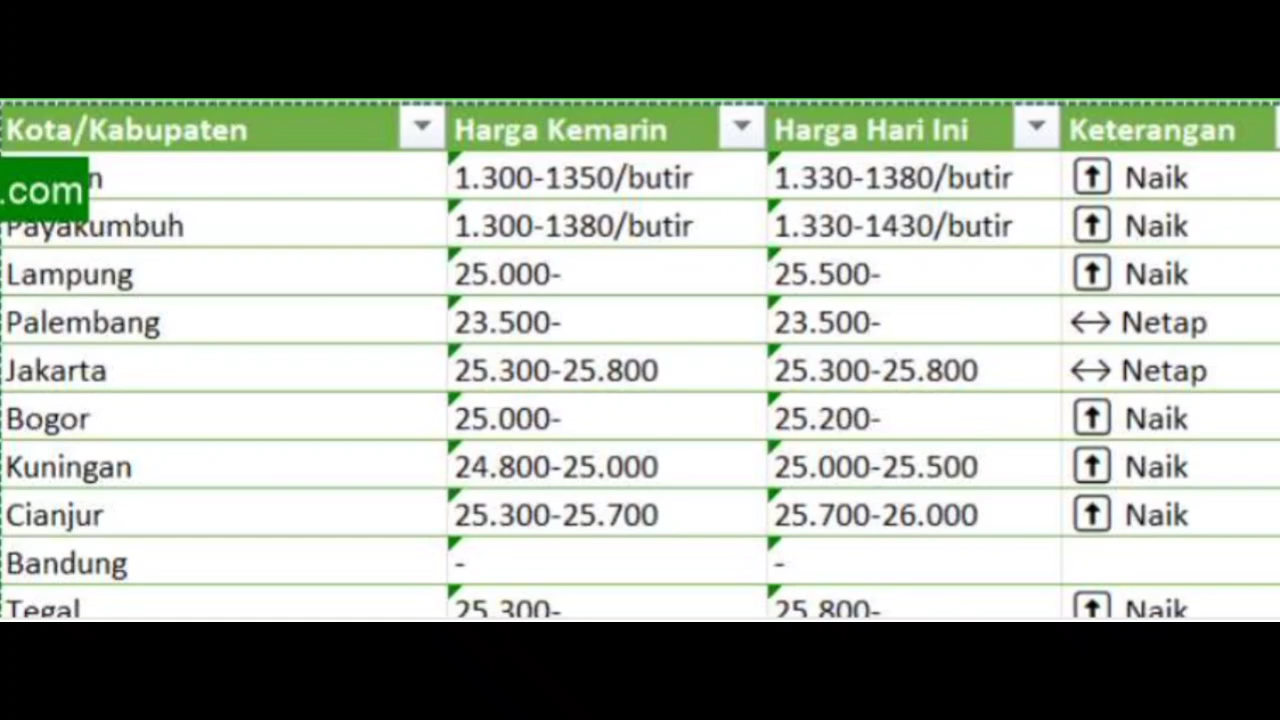 Kota/Kabupaten Harga Kemarin Harga Hari Ini Keterangan
.com n 1.300-1350/butir 1.330-1380/butir Naik
Payakumbuh 1.300-1380/butir 1.330-1430/butir Naik
Lampung 25.000- 25.500- Naik
Palembang 23.500- 23.500- ↔ Netap
Jakarta 25.300-25.800 25.300-25.800 ↔ Netap
Bogor 25.000- 25.200- Naik
Kuningan 24.800-25.000 25.000-25.500 Naik
Cianjur 25.300-25.700 25.700-26.000 Naik
Bandung - -
Tegal 25.300- 25.800- Naik